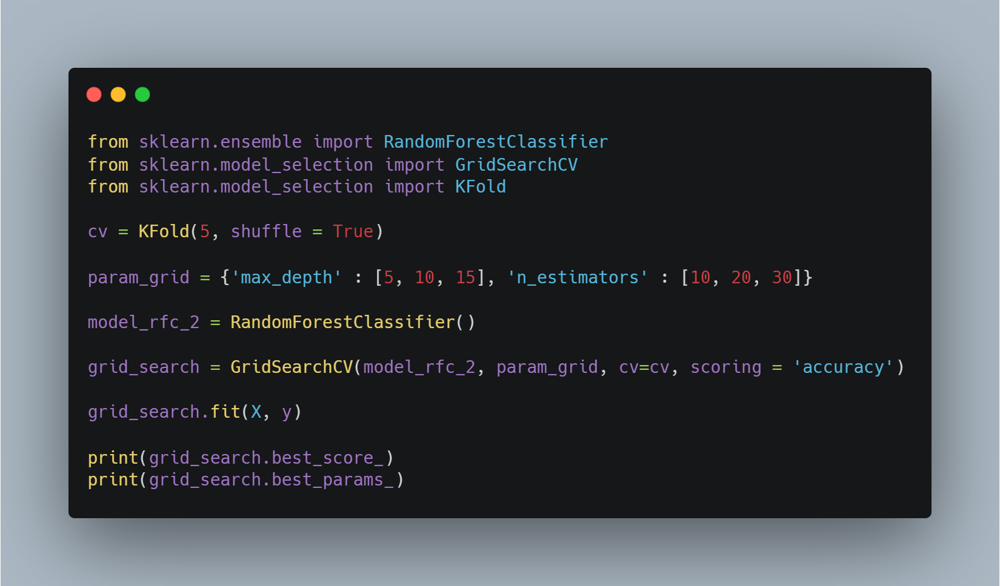 from sklearn.ensemble import RandomForestClassifier
from sklearn.model_selection import GridSearchCV
from sklearn.model_selection import KFold
cv = KFold(5, shuffle = True)
param_grid = {'max_depth' : [5, 10, 15], 'n_estimators' : [10, 20, 30]}
model_rfc_2 = RandomForestClassifier()
grid_search = GridSearchCV(model_rfc_2, param_grid, cv=cv, scoring = 'accuracy')
grid_search.fit(X, y)
print(grid_search.best_score_)
print(grid_search.best_params_)